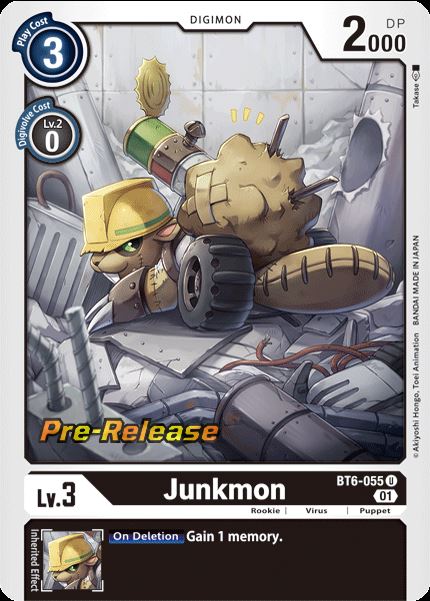 Play Cost
3
DIGIMON
DP
2000
Digivolve Cost
Lv.2
0
Takase
© Akiyoshi Hongo, Toei Animation BANDAI MADE IN JAPAN
Pre-Release
Lv.3
Junkmon
BT6-055 U
01
Rookie | Virus | Puppet
Inherited Effect
On Deletion Gain 1 memory.